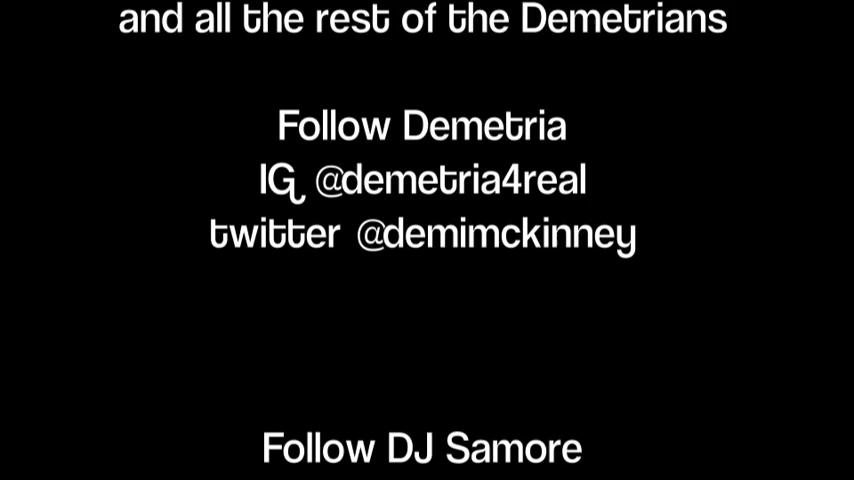 and all the rest of the Demetrians
Follow Demetria
IG @demetria4real
twitter @demimckinney
Follow DJ Samore